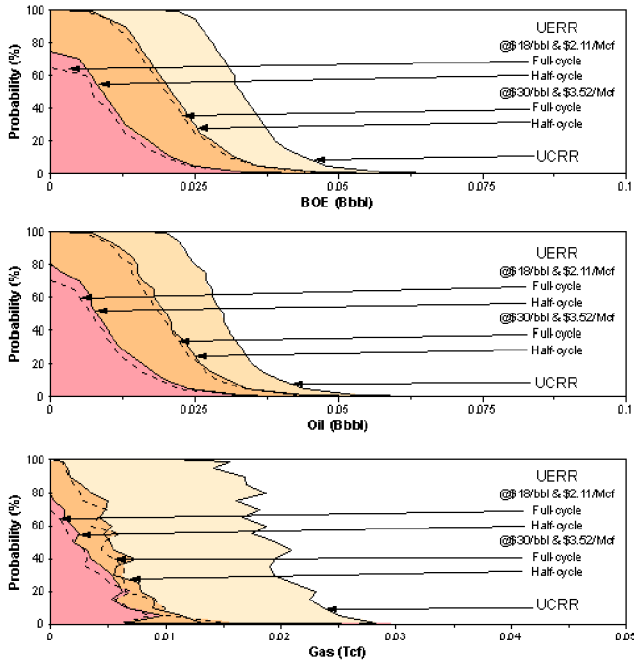 100
80
60
40
20
0
Probability (%)
UERR
@$18/bbl & $2.11/Mcf
Full-cycle
Half-cycle
@$30/bbl & $3.52/Mcf
Full-cycle
Half-cycle
UCRR
0 0.025 0.05 0.075 0.1
BOE (Bbbl)
100
80
60
40
20
0
Probability (%)
UERR
@$18/bbl & $2.11/Mcf
Full-cycle
Half-cycle
@$30/bbl & $3.52/Mcf
Full-cycle
Half-cycle
UCRR
0 0.025 0.05 0.075 0.1
Oil (Bbbl)
100
80
60
40
20
0
Probability (%)
UERR
@$18/bbl & $2.11/Mcf
Full-cycle
Half-cycle
@$30/bbl & $3.52/Mcf
Full-cycle
Half-cycle
UCRR
0 0.01 0.02 0.03 0.04 0.05
Gas (Tcf)